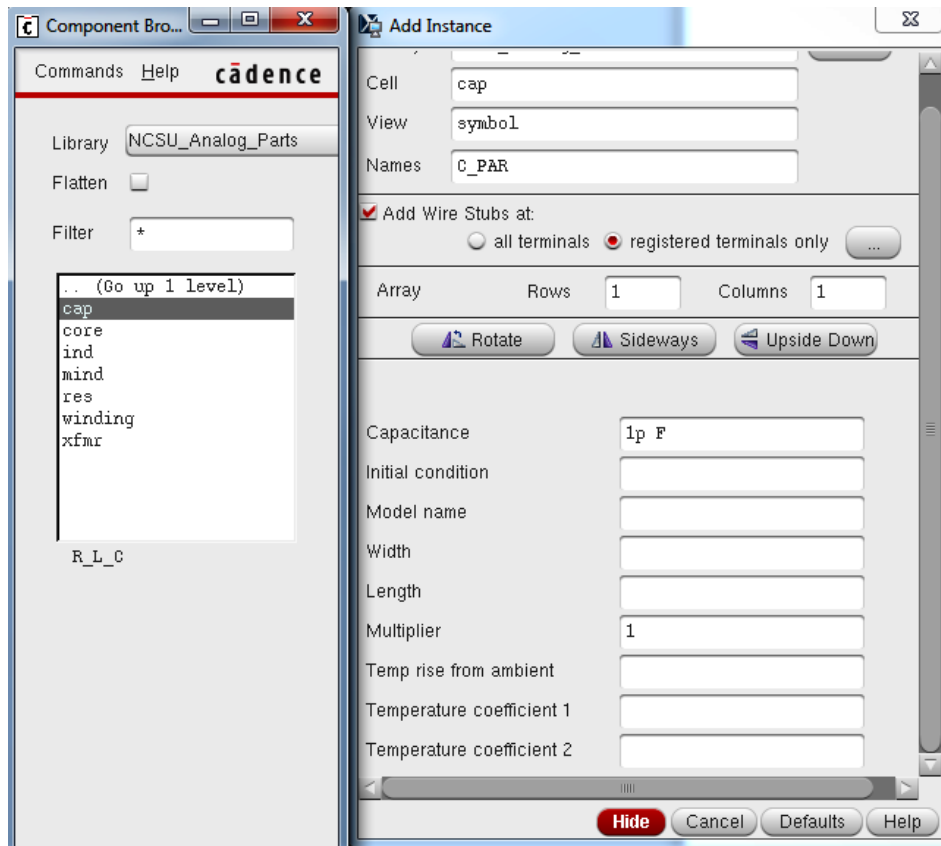 Component Bro...
Commands Help cādence
Library NCSU_Analog_Parts
Flatten
Filter *
.. (Go up 1 level)
cap
core
ind
mind
res
winding
xfmr
R_L_C
Add Instance
Cell cap
View symbol
Names C_PAR
Add Wire Stubs at:
all terminals registered terminals only ...
Array Rows 1 Columns 1
Rotate Sideways Upside Down
Capacitance 1p F
Initial condition
Model name
Width
Length
Multiplier 1
Temp rise from ambient
Temperature coefficient 1
Temperature coefficient 2
Hide Cancel Defaults Help